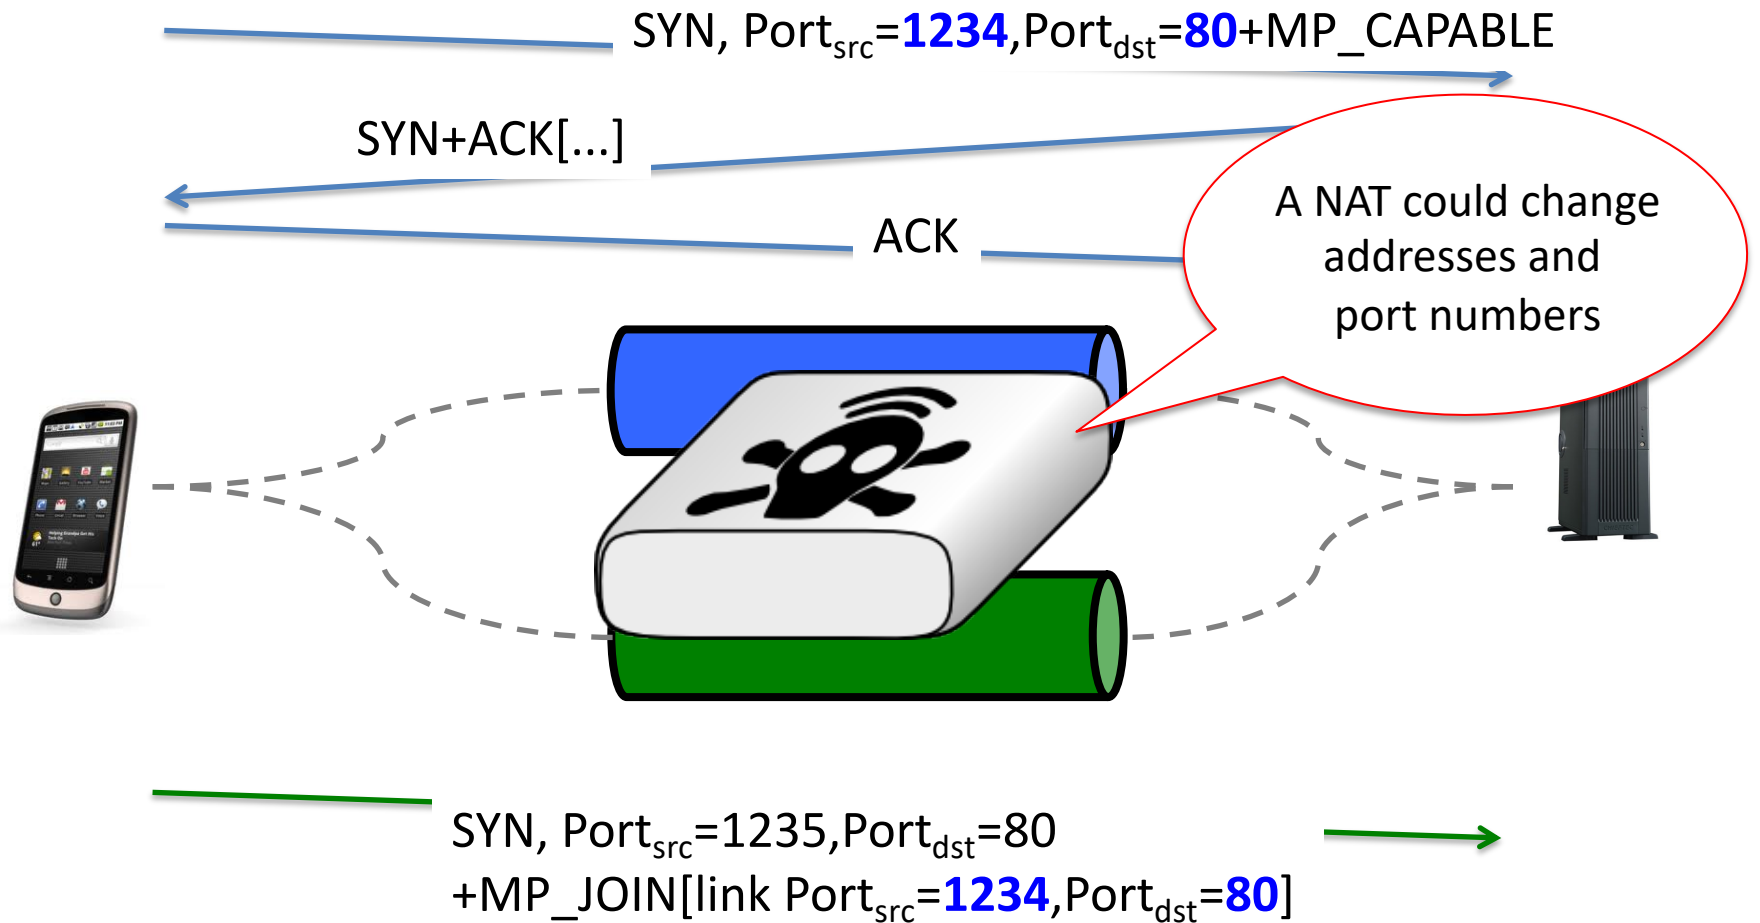 SYN, Portsrc=1234,Portdst=80+MP_CAPABLE
SYN+ACK[...]
ACK
A NAT could change
addresses and
port numbers
SYN, Portsrc=1235,Portdst=80
+MP_JOIN[link Portsrc=1234,Portdst=80]